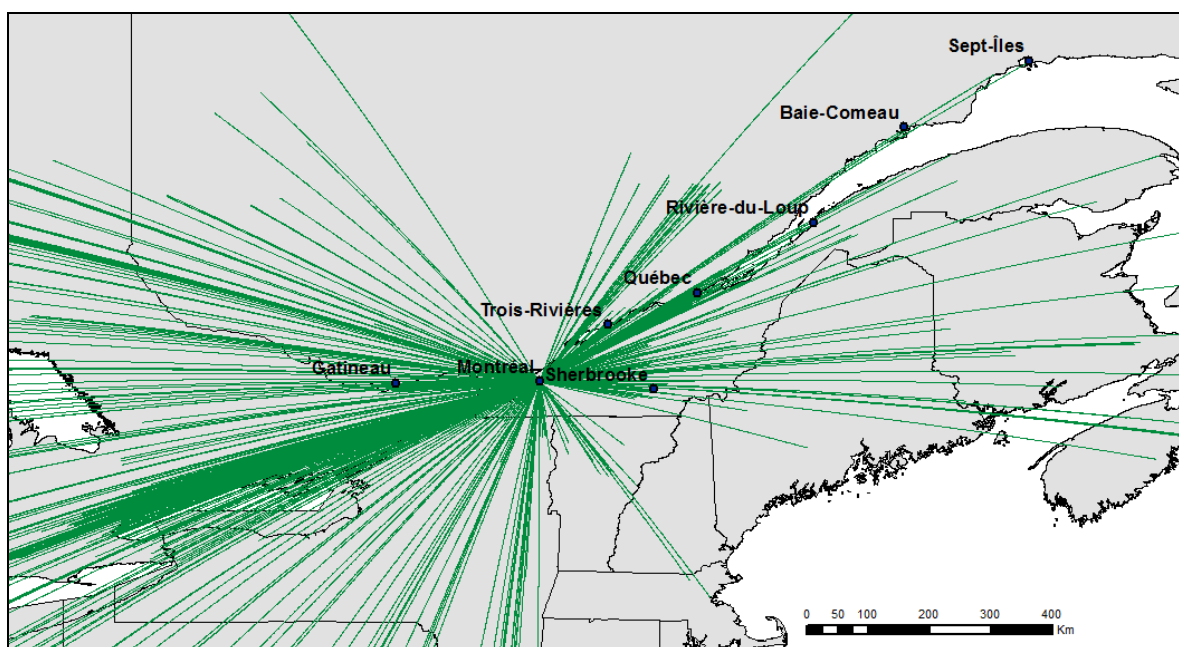 Sept-Îles
Baie-Comeau
Rivière-du-Loup
Québec
Trois-Rivières
Gatineau
Montréal
Sherbrooke
0 50 100 200 300 400
Km